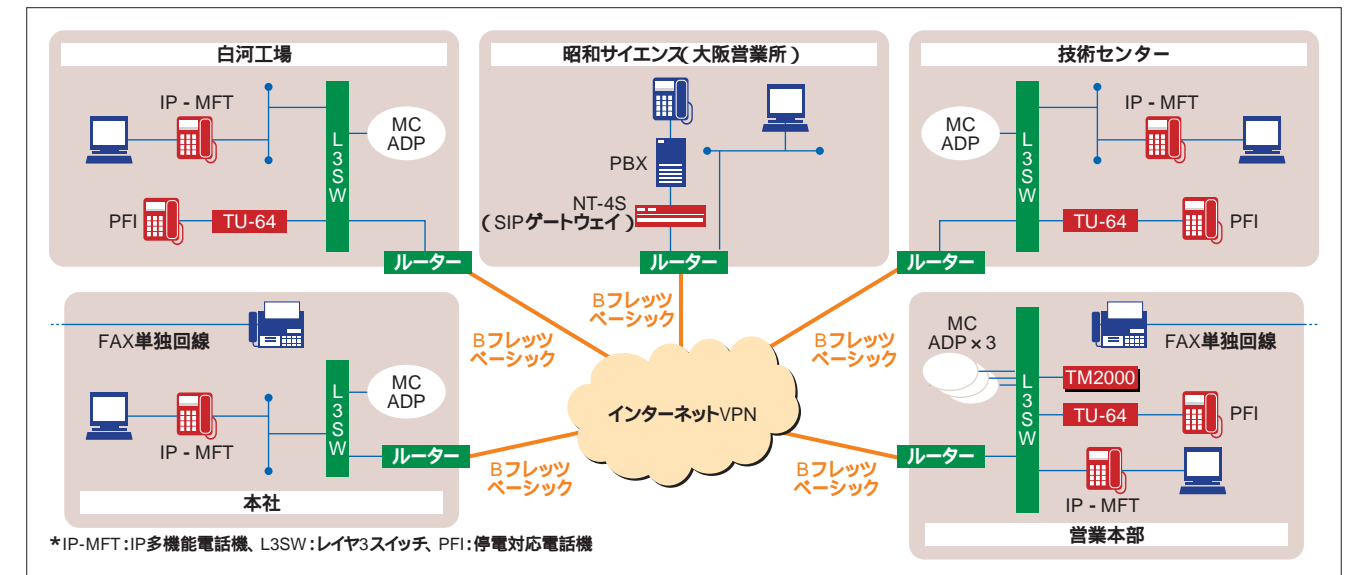 白河工場
IP - MFT
L3SW
MC
ADP
PFI
TU-64
ルーター
昭和サイエンス(大阪営業所)
PBX
NT-4S
(SIPゲートウェイ)
ルーター
技術センター
MC
ADP
L3SW
IP - MFT
TU-64
PFI
ルーター
Bフレッツ
ベーシック
Bフレッツ
ベーシック
Bフレッツ
ベーシック
インターネットVPN
FAX単独回線
IP - MFT
L3SW
MC
ADP
ルーター
Bフレッツ
ベーシック
本社
MC
ADP×3
L3SW
FAX単独回線
TM2000
TU-64
PFI
ルーター
Bフレッツ
ベーシック
IP - MFT
営業本部
*IP-MFT:IP多機能電話機、L3SW:レイヤ3スイッチ、PFI:停電対応電話機